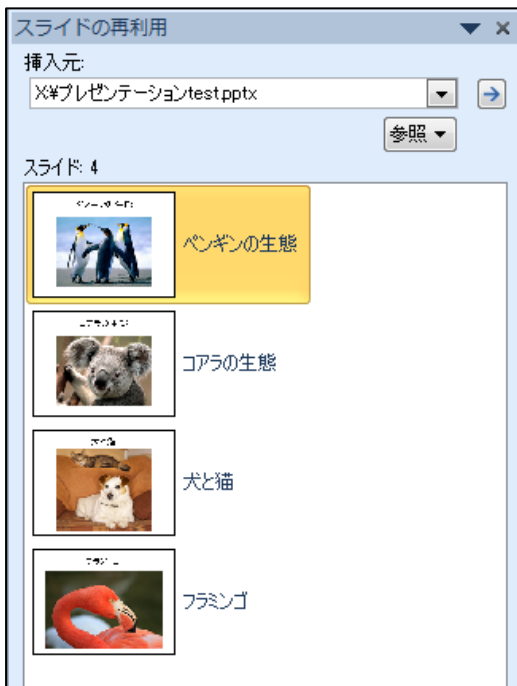 スライドの再利用
挿入元:
X:¥プレゼンテーションtest.pptx
参照
スライド: 4
ペンギンの生態
コアラの生態
犬と猫
フラミンゴ